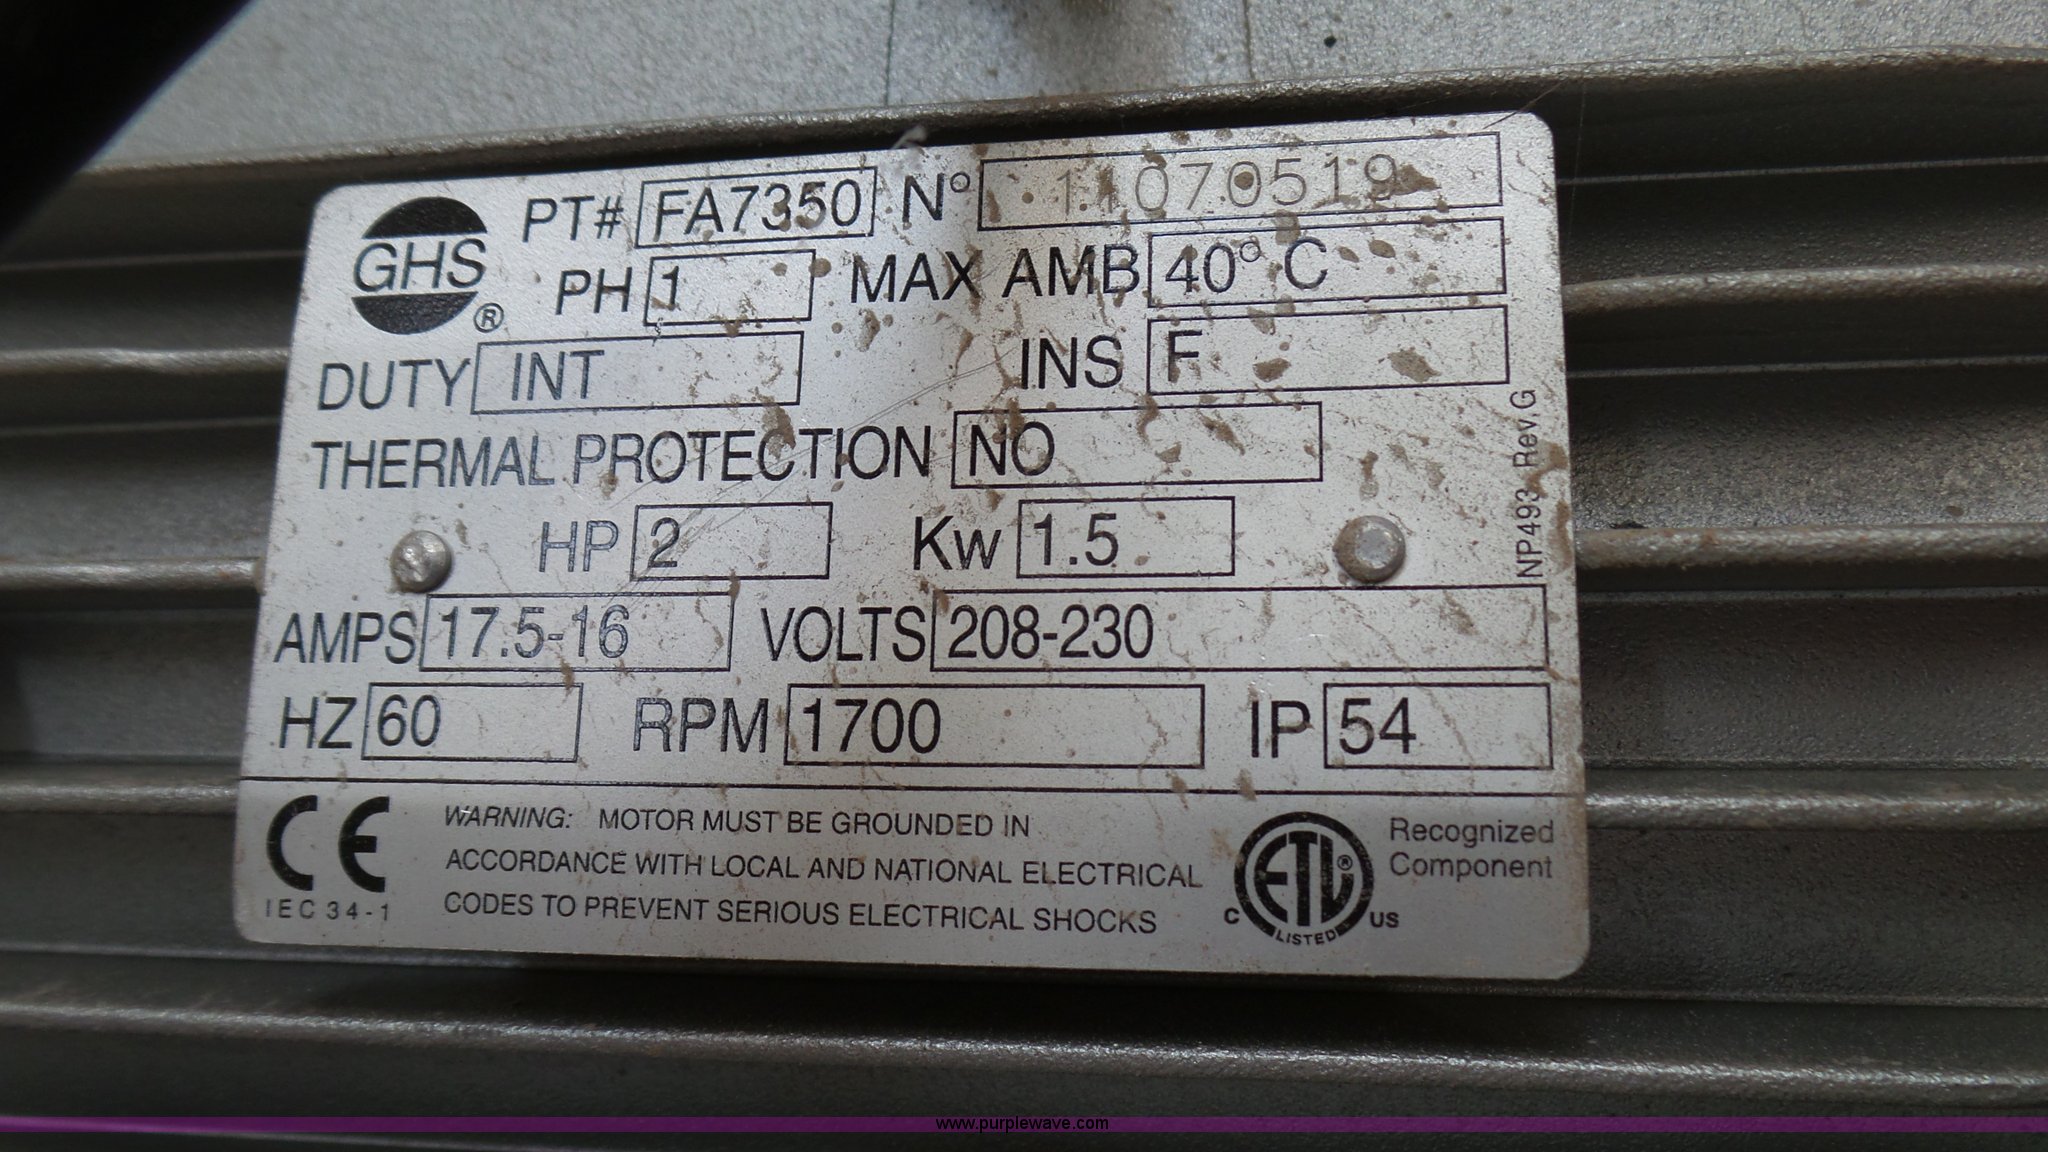 GHS ®
PT# FA7350 N° 11070519
PH 1 MAX AMB 40° C
DUTY INT INS F
THERMAL PROTECTION NO
HP 2 Kw 1.5
AMPS 17.5-16 VOLTS 208-230
HZ 60 RPM 1700 IP 54
NP493 Rev.G
CE
IEC 34-1
WARNING: MOTOR MUST BE GROUNDED IN
ACCORDANCE WITH LOCAL AND NATIONAL ELECTRICAL
CODES TO PREVENT SERIOUS ELECTRICAL SHOCKS
C ETL ® US
LISTED
Recognized
Component
www.purplewave.com